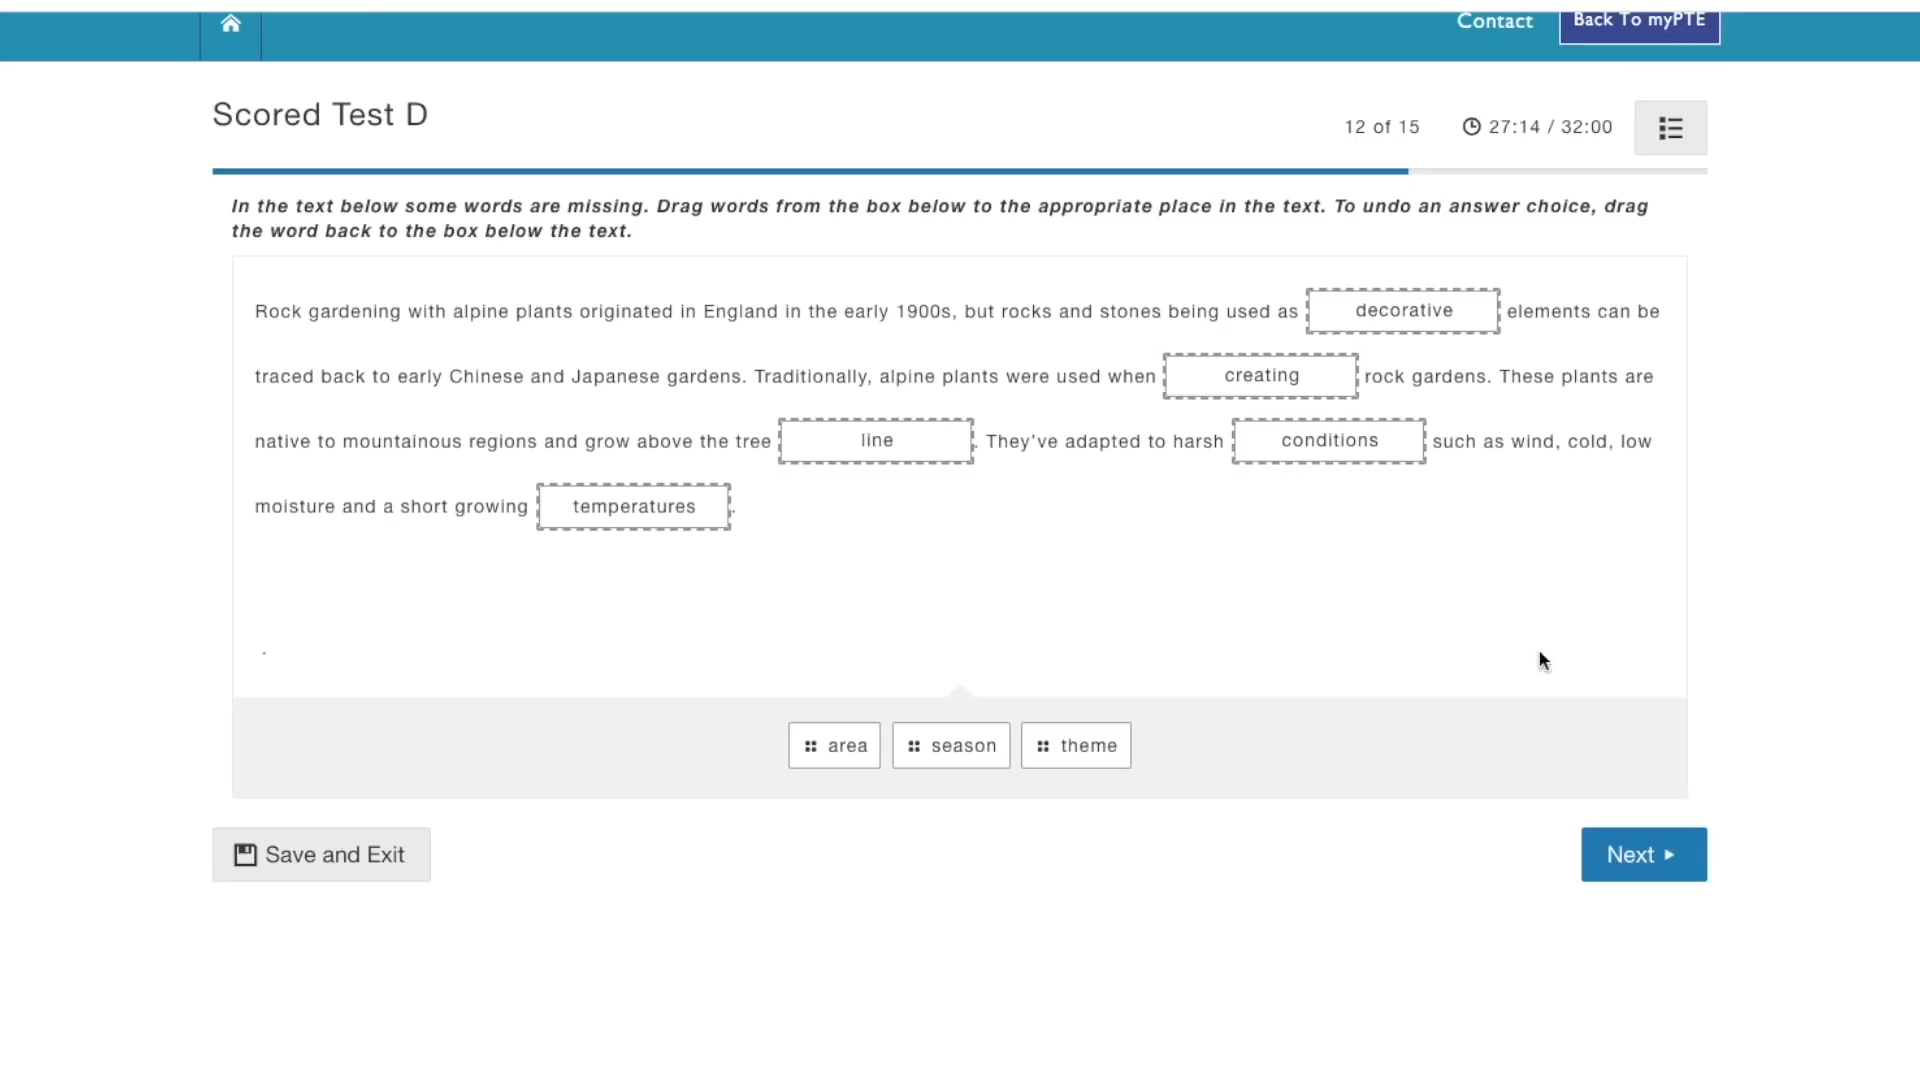 Contact
Back To myPTE
Scored Test D
12 of 15
27:14 / 32:00
In the text below some words are missing. Drag words from the box below to the appropriate place in the text. To undo an answer choice, drag
the word back to the box below the text.
Rock gardening with alpine plants originated in England in the early 1900s, but rocks and stones being used as decorative elements can be
traced back to early Chinese and Japanese gardens. Traditionally, alpine plants were used when creating rock gardens. These plants are
native to mountainous regions and grow above the tree line. They've adapted to harsh conditions such as wind, cold, low
moisture and a short growing temperatures.
.
area season theme
Save and Exit
Next